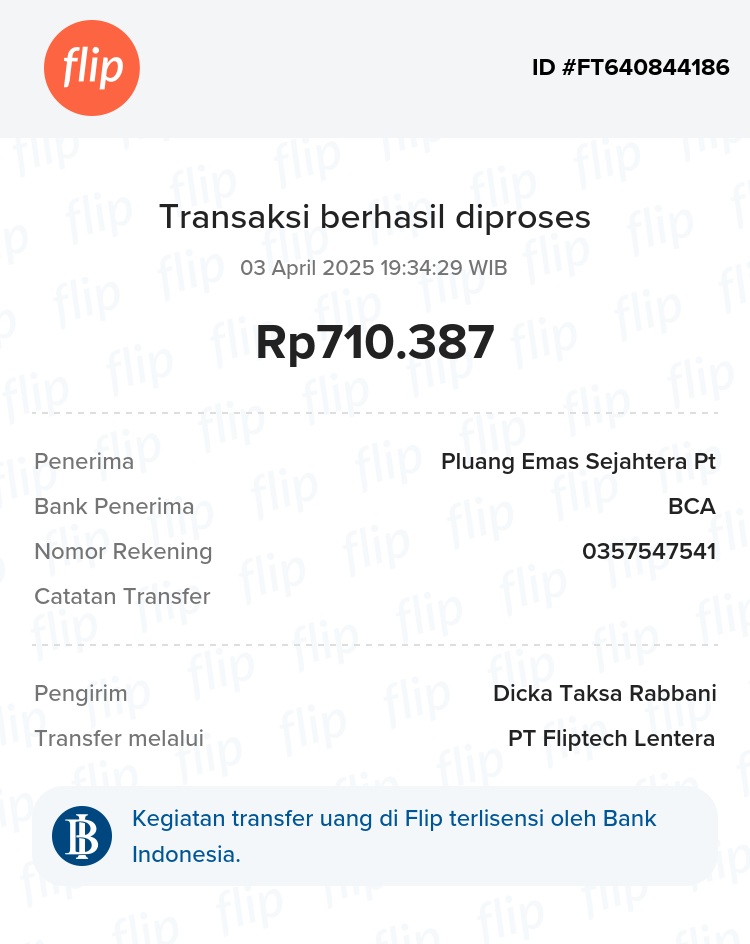 flip
ID #FT640844186
Transaksi berhasil diproses
03 April 2025 19:34:29 WIB
Rp710.387
Penerima Pluang Emas Sejahtera Pt
Bank Penerima BCA
Nomor Rekening 0357547541
Catatan Transfer
Pengirim Dicka Taksa Rabbani
Transfer melalui PT Fliptech Lentera
Kegiatan transfer uang di Flip terlisensi oleh Bank
Indonesia.